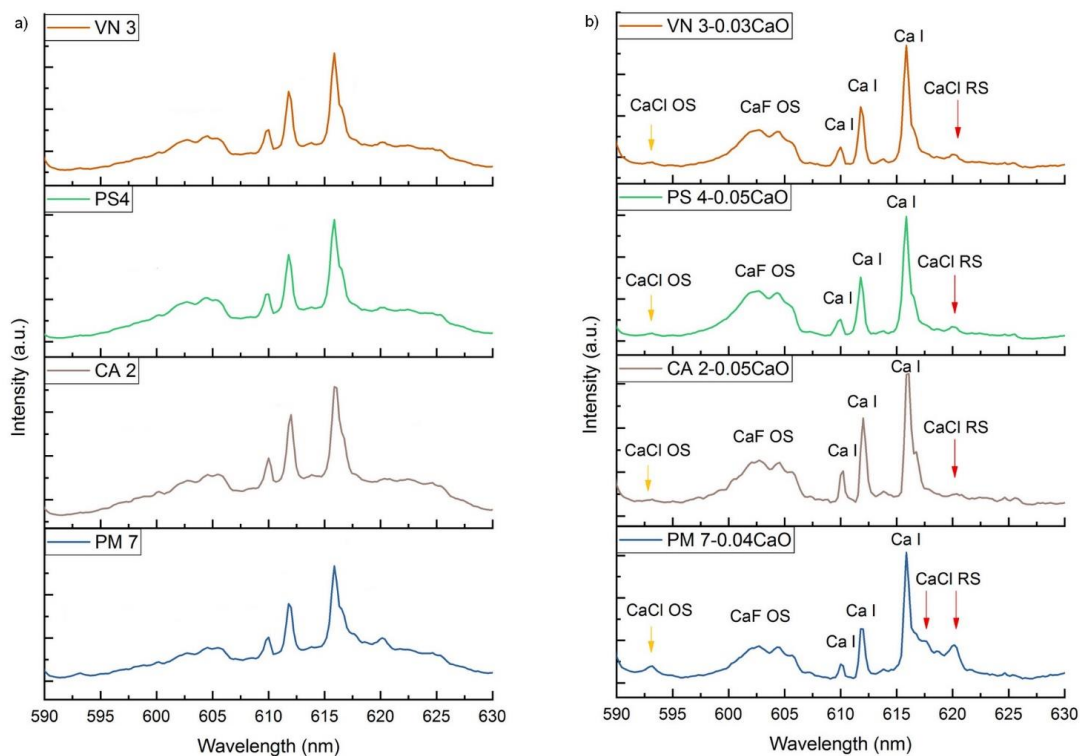 a)
VN 3
PS4
CA 2
PM 7
Intensity (a.u.)
590 595 600 605 610 615 620 625 630
Wavelength (nm)
b)
VN 3-0.03CaO
Ca I
CaCl OS
CaF OS
Ca I
Ca I
CaCl RS
PS 4-0.05CaO
Ca I
CaCl OS
CaF OS
Ca I
Ca I
CaCl RS
CA 2-0.05CaO
Ca I
CaCl OS
CaF OS
Ca I
Ca I
CaCl RS
PM 7-0.04CaO
Ca I
CaCl OS
CaF OS
Ca I
Ca I
CaCl RS
Intensity (a.u.)
590 595 600 605 610 615 620 625 630
Wavelength (nm)